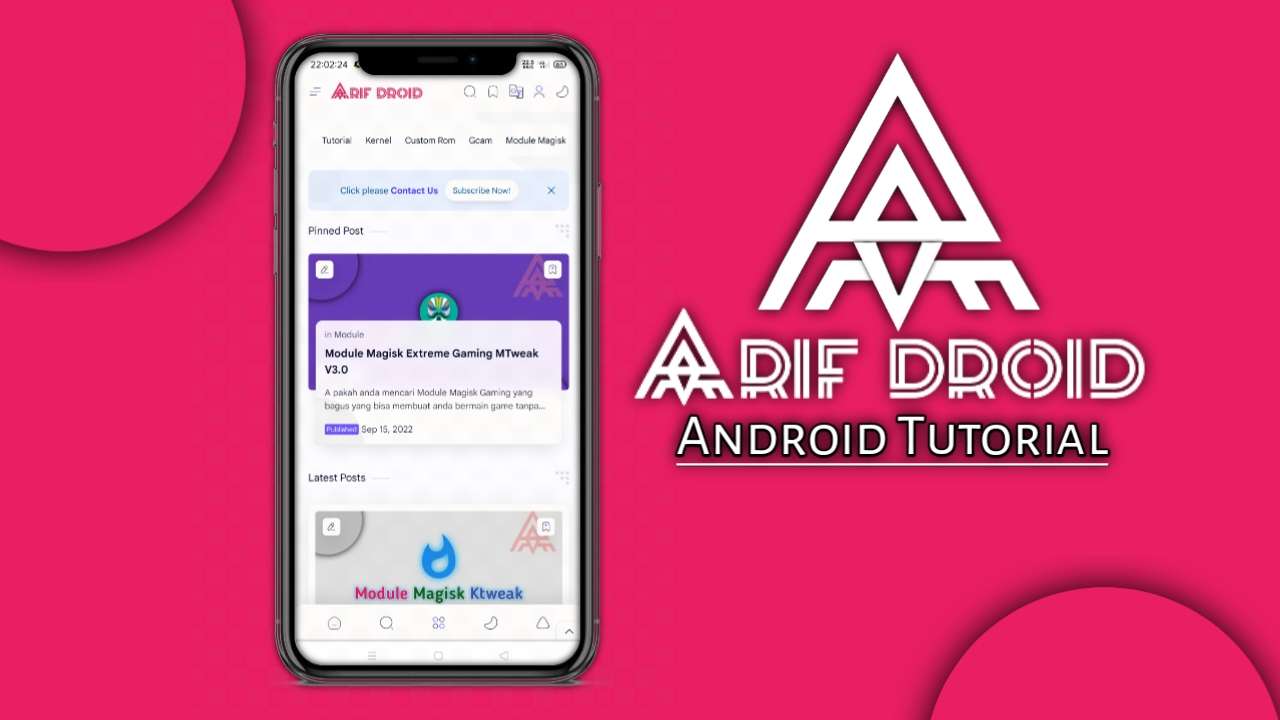 22:02:24
ARIF DROID
Tutorial Kernel Custom Rom Gcam Module Magisk
Click please Contact Us Subscribe Now!
Pinned Post
in Module
Module Magisk Extreme Gaming MTweak
V3.0
A pakah anda mencari Module Magisk Gaming yang
bagus yang bisa membuat anda bermain game tanpa...
Published Sep 15, 2022
Latest Posts
Module Magisk Ktweak
ARIF DROID
ANDROID TUTORIAL